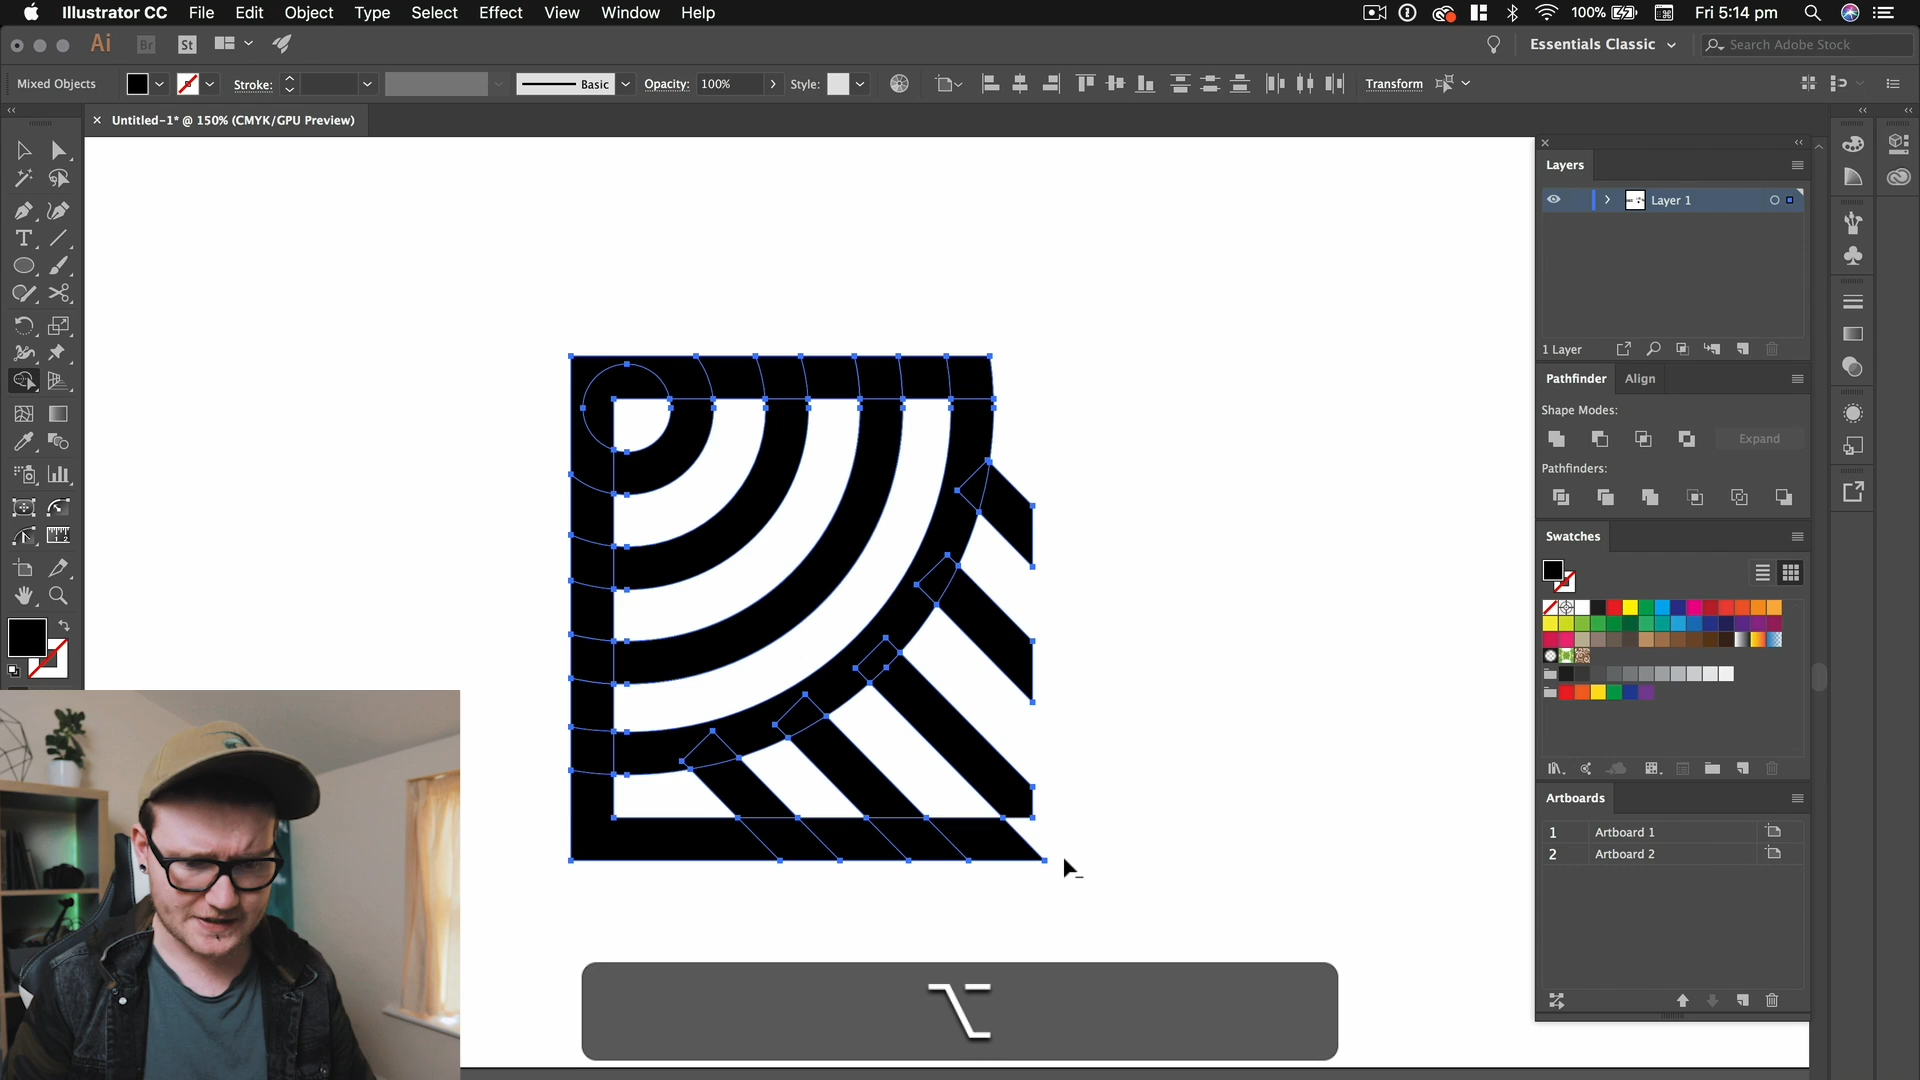 Illustrator CC File Edit Object Type Select Effect View Window Help
100% Fri 5:14 pm
Ai Br St
Essentials Classic Search Adobe Stock
Mixed Objects Stroke: Basic Opacity: 100% Style: Transform
× Untitled-1* @ 150% (CMYK/GPU Preview)
Layers
Layer 1
1 Layer
Pathfinder Align
Shape Modes:
Expand
Pathfinders:
Swatches
Artboards
1 Artboard 1
2 Artboard 2
⌥